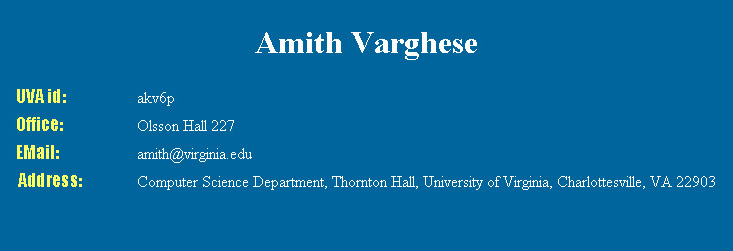 Amith Varghese
UVA id: akv6p
Office: Olsson Hall 227
EMail: amith@virginia.edu
Address: Computer Science Department, Thornton Hall, University of Virginia, Charlottesville, VA 22903